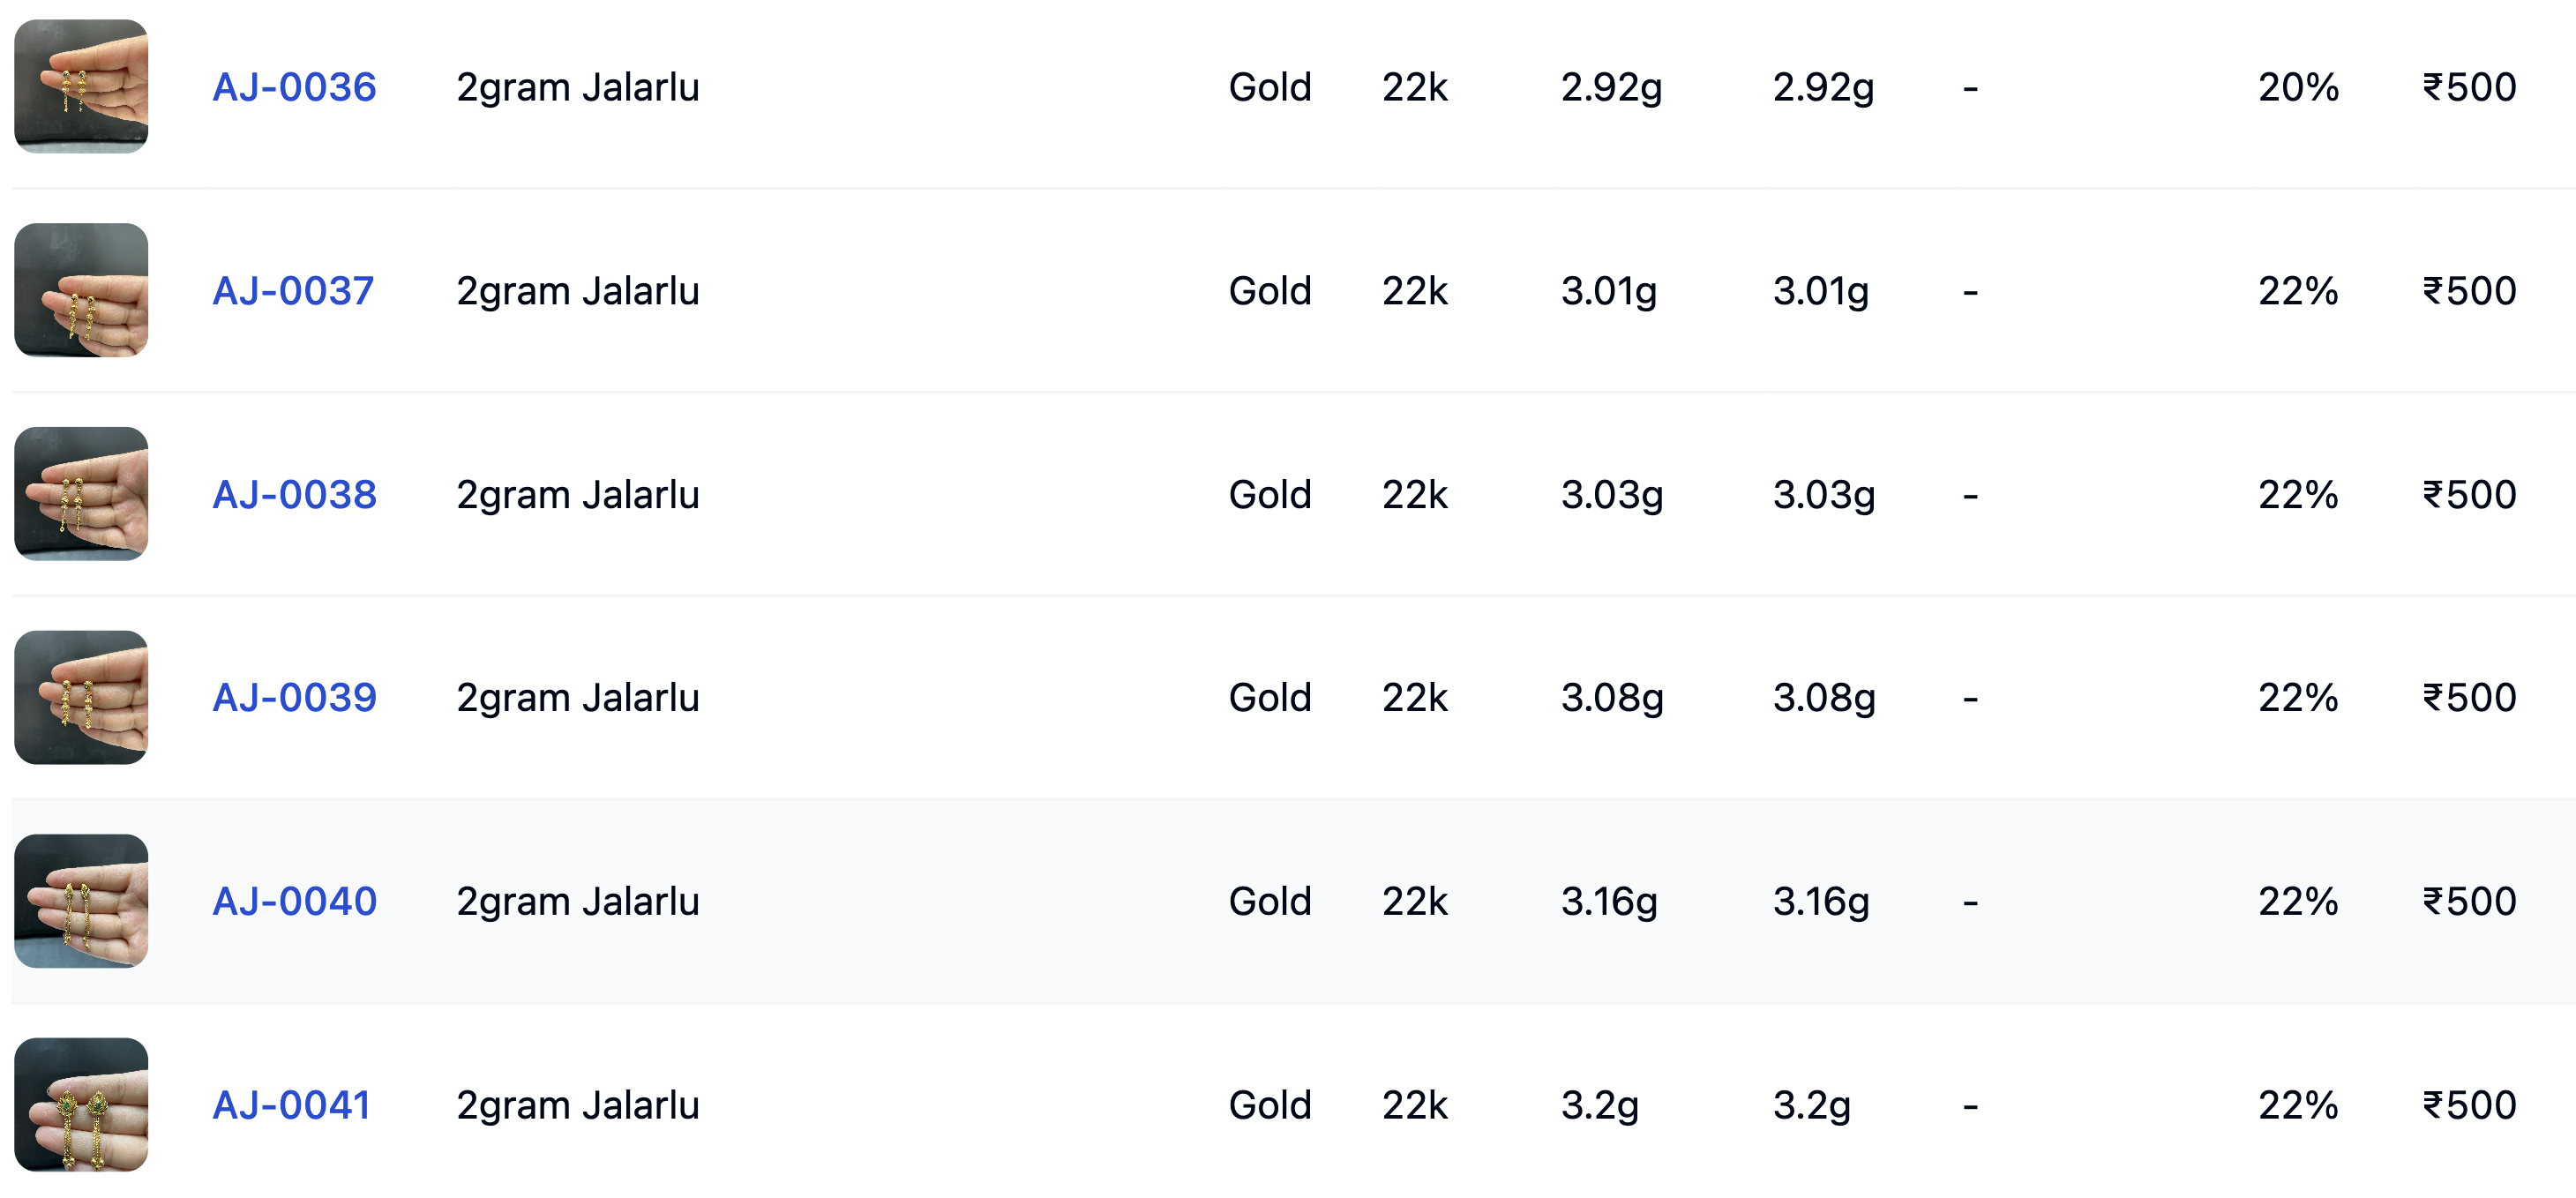 AJ-0036 2gram Jalarlu Gold 22k 2.92g 2.92g - 20% ₹500
AJ-0037 2gram Jalarlu Gold 22k 3.01g 3.01g - 22% ₹500
AJ-0038 2gram Jalarlu Gold 22k 3.03g 3.03g - 22% ₹500
AJ-0039 2gram Jalarlu Gold 22k 3.08g 3.08g - 22% ₹500
AJ-0040 2gram Jalarlu Gold 22k 3.16g 3.16g - 22% ₹500
AJ-0041 2gram Jalarlu Gold 22k 3.2g 3.2g - 22% ₹500